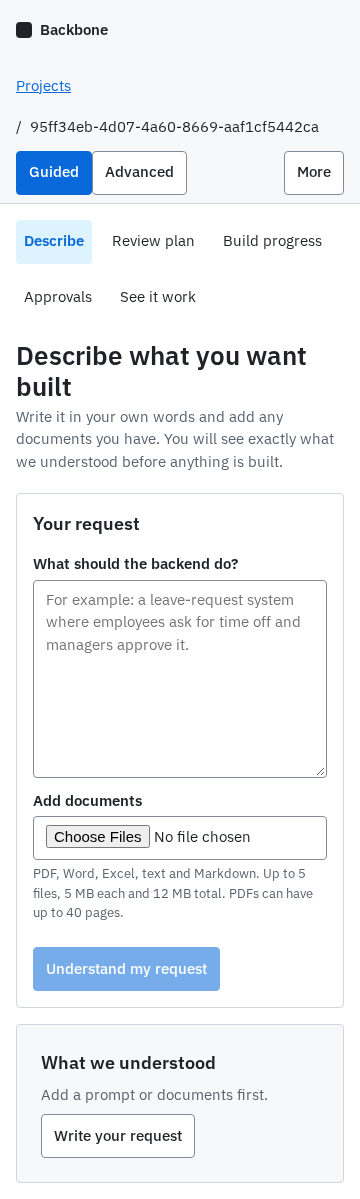 Backbone
Projects
/ 95ff34eb-4d07-4a60-8669-aaf1cf5442ca
Guided Advanced More
Describe Review plan Build progress
Approvals See it work
Describe what you want
built
Write it in your own words and add any
documents you have. You will see exactly what
we understood before anything is built.
Your request
What should the backend do?
For example: a leave-request system
where employees ask for time off and
managers approve it.
Add documents
Choose Files No file chosen
PDF, Word, Excel, text and Markdown. Up to 5
files, 5 MB each and 12 MB total. PDFs can have
up to 40 pages.
Understand my request
What we understood
Add a prompt or documents first.
Write your request